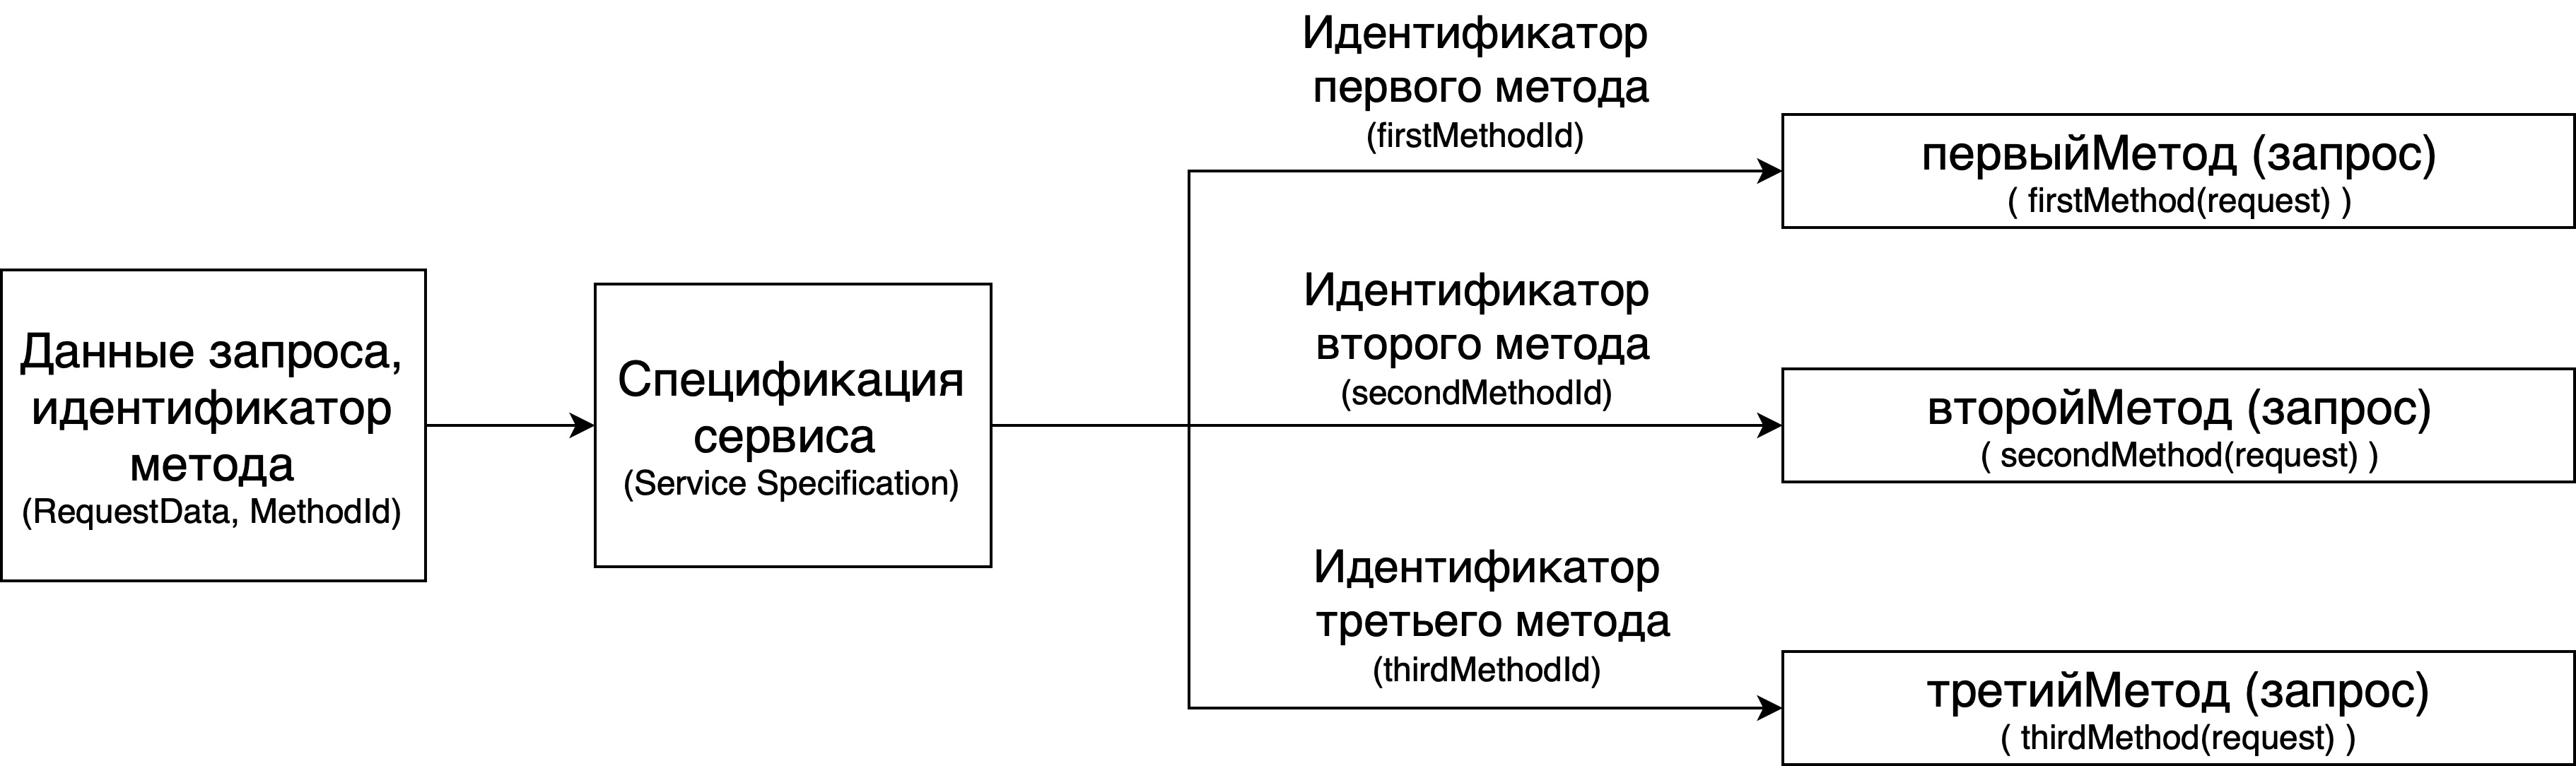 Данные запроса,
идентификатор
метода
(RequestData, MethodId)
Спецификация
сервиса
(Service Specification)
Идентификатор
первого метода
(firstMethodId)
первыйМетод (запрос)
( firstMethod(request) )
Идентификатор
второго метода
(secondMethodId)
второйМетод (запрос)
( secondMethod(request) )
Идентификатор
третьего метода
(thirdMethodId)
третийМетод (запрос)
( thirdMethod(request) )